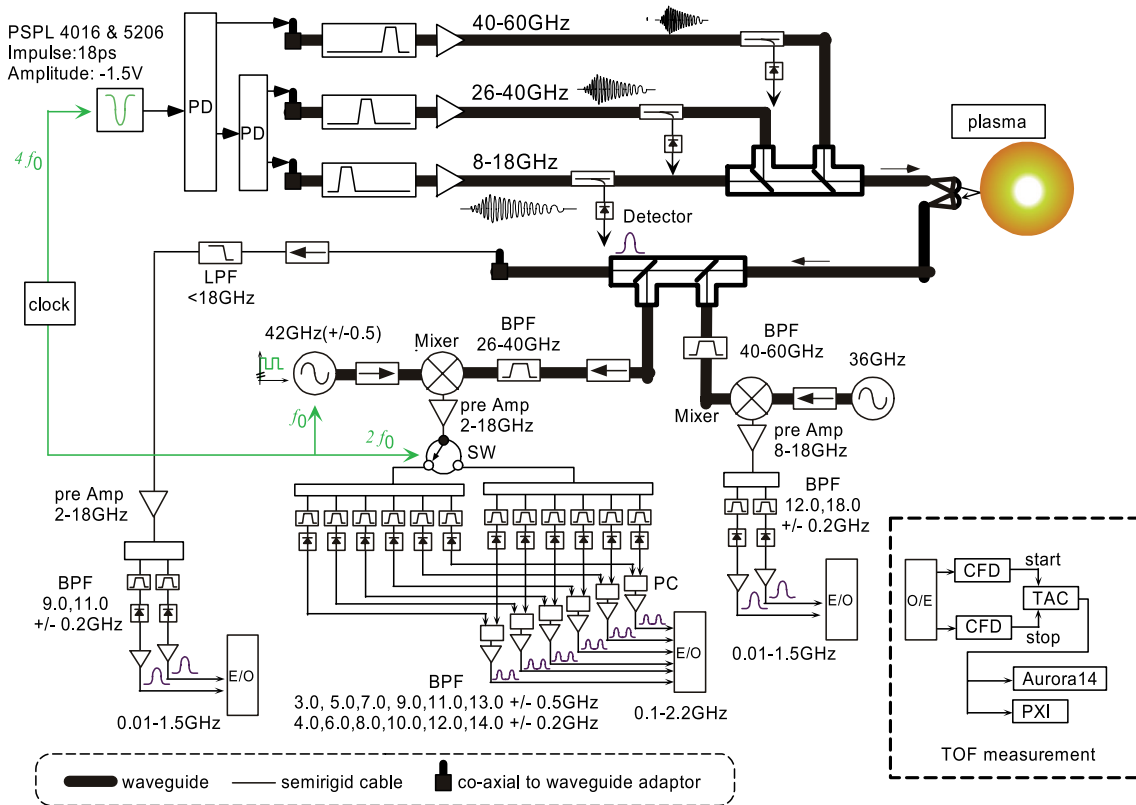 PSPL 4016 & 5206
Impulse:18ps
Amplitude: -1.5V
40-60GHz
26-40GHz
8-18GHz
PD
PD
plasma
4 f0
Detector
LPF
<18GHz
clock
42GHz(+/-0.5)
Mixer
BPF
26-40GHz
BPF
40-60GHz
36GHz
Mixer
f0
2 f0
pre Amp
2-18GHz
SW
pre Amp
8-18GHz
pre Amp
2-18GHz
BPF
12.0,18.0
+/- 0.2GHz
BPF
9.0,11.0
+/- 0.2GHz
PC
E/O
E/O
E/O
0.01-1.5GHz
0.01-1.5GHz
0.1-2.2GHz
BPF
3.0, 5.0,7.0, 9.0,11.0,13.0 +/- 0.5GHz
4.0,6.0,8.0,10.0,12.0,14.0 +/- 0.2GHz
O/E
CFD
start
TAC
CFD
stop
Aurora14
PXI
TOF measurement
waveguide
semirigid cable
co-axial to waveguide adaptor